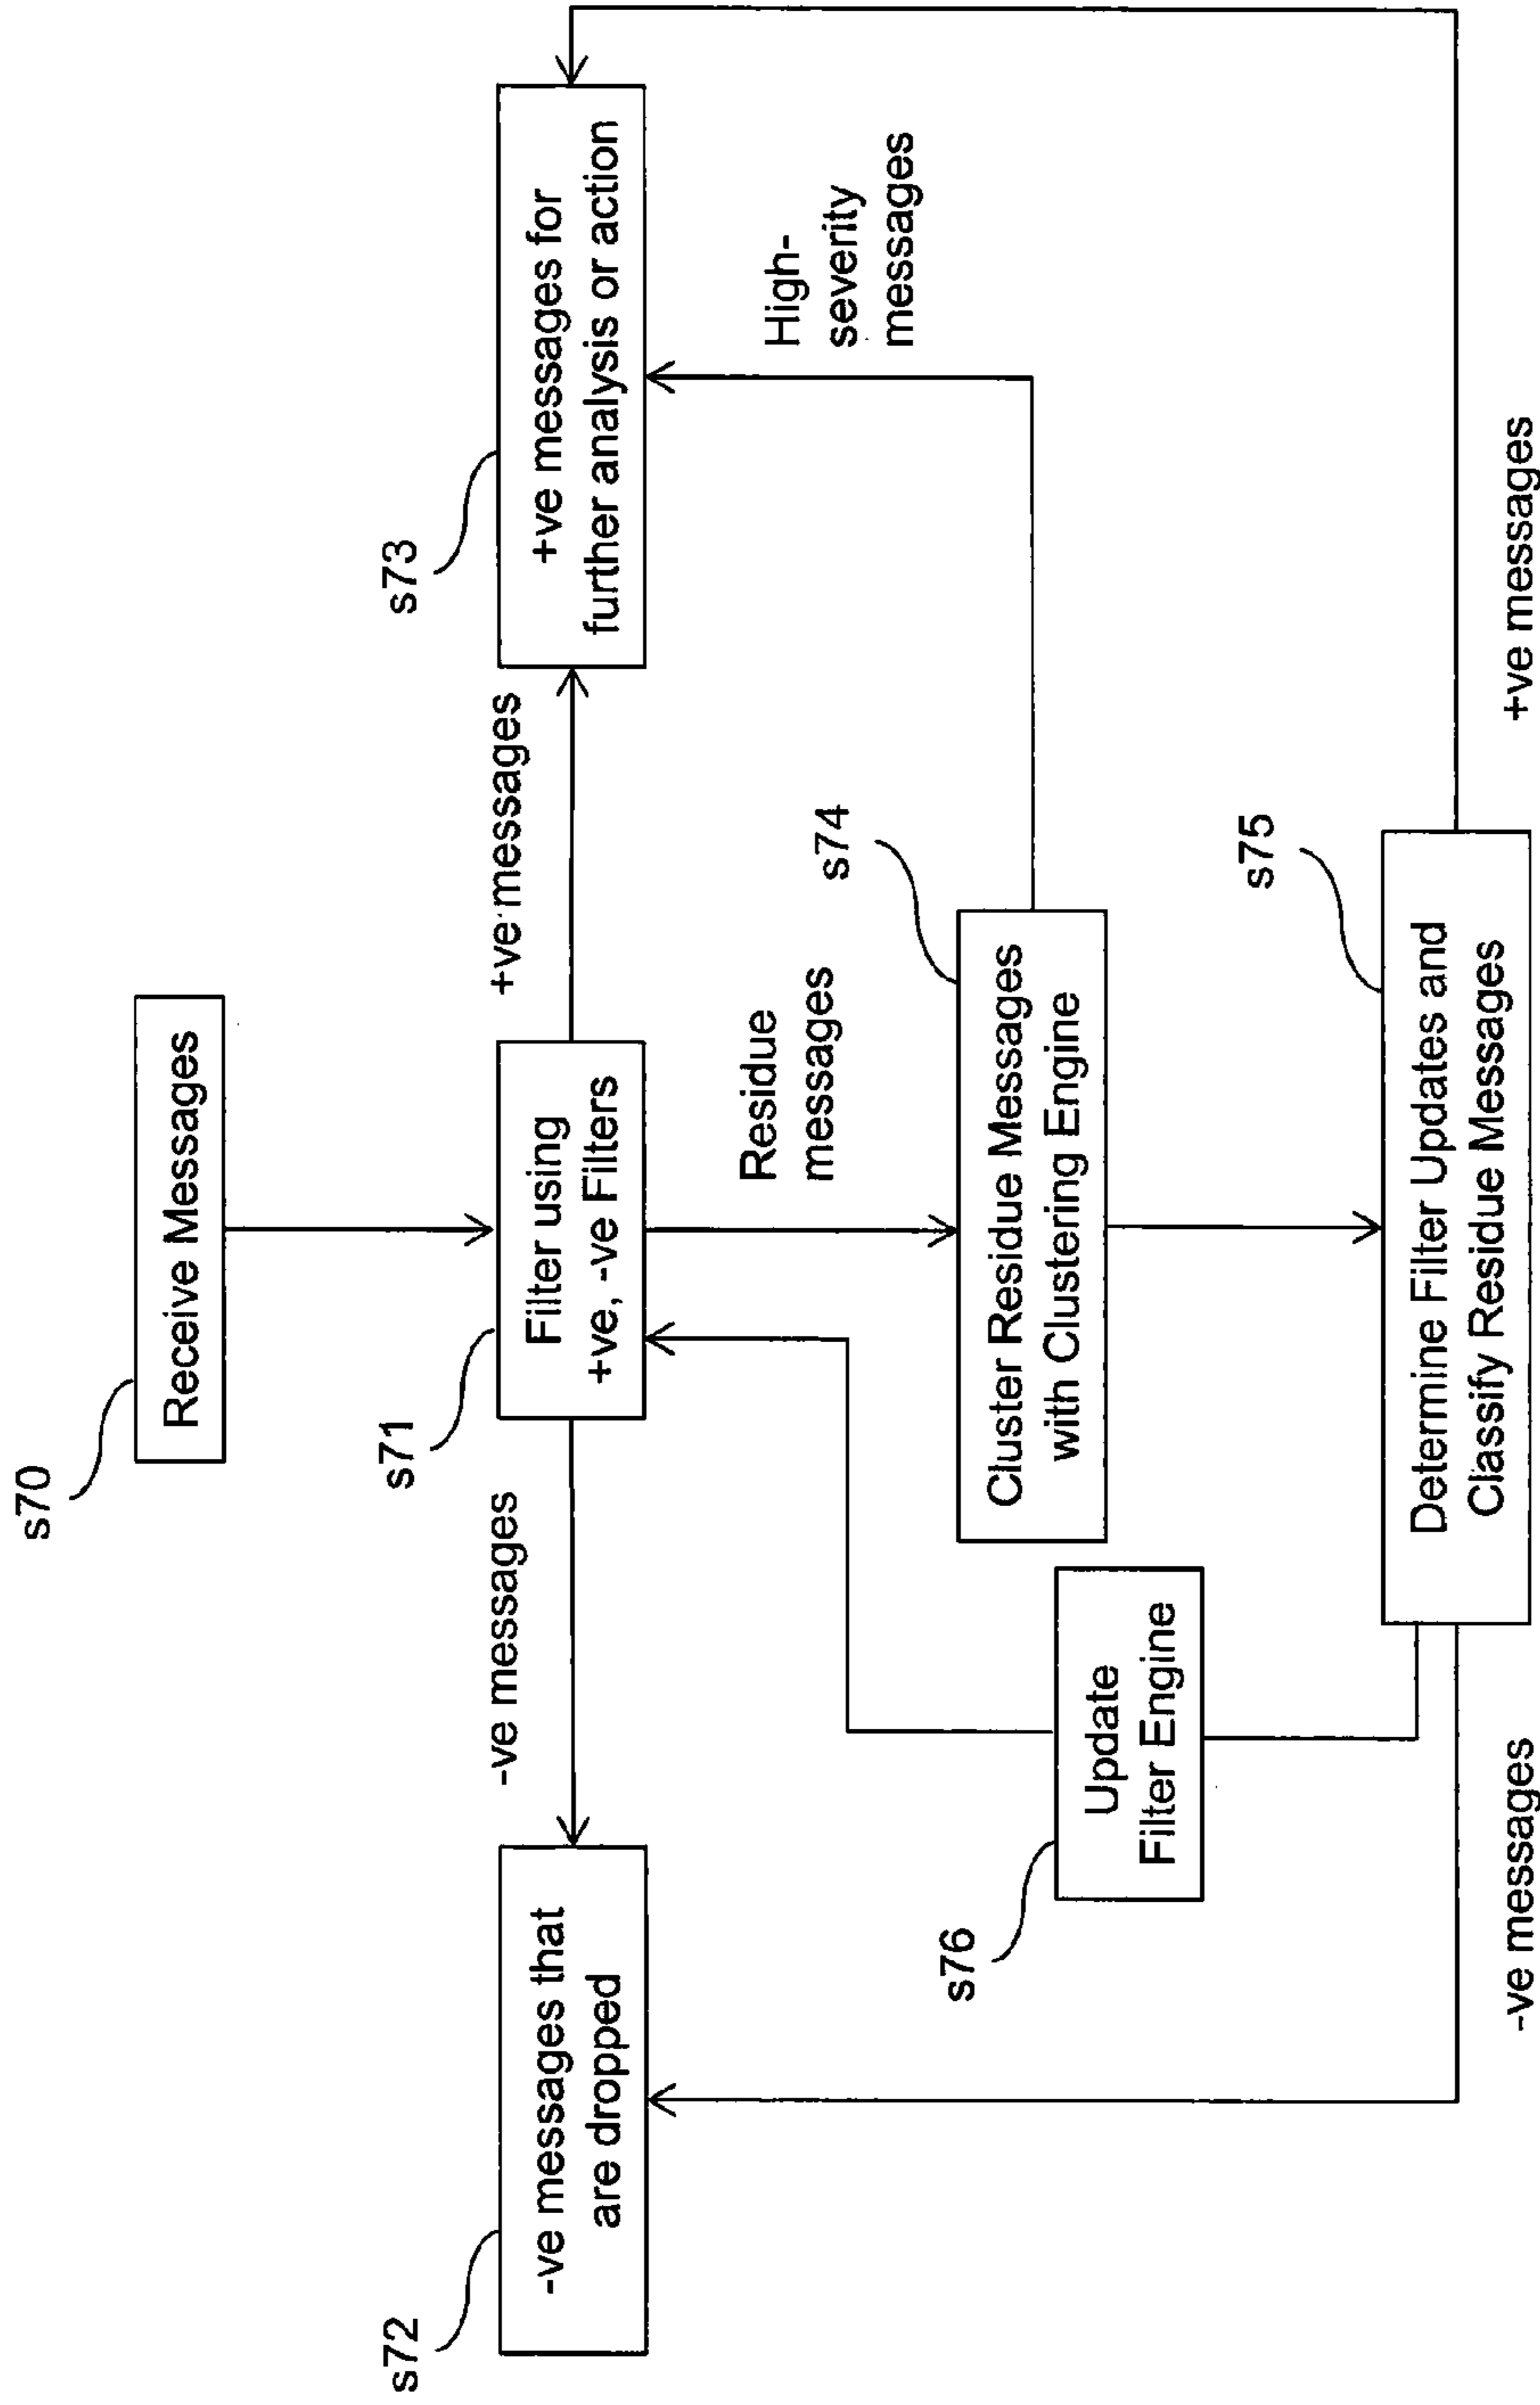 s70
Receive Messages
s71
Filter using
+ve, -ve Filters
-ve messages
+ve messages
s72
-ve messages that
are dropped
s73
+ve messages for
further analysis or action
Residue
messages
High-
severity
messages
s74
Cluster Residue Messages
with Clustering Engine
s76
Update
Filter Engine
s75
Determine Filter Updates and
Classify Residue Messages
-ve messages
+ve messages